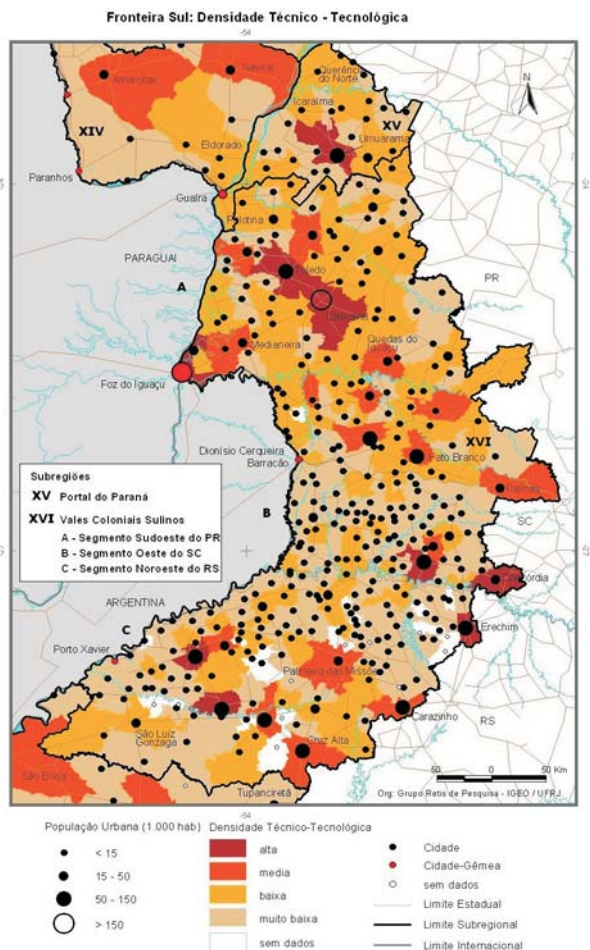 Fronteira Sul: Densidade Técnico - Tecnológica
-54
Amambai
Naviraí
Querência
do Norte
Icaraíma
XV
N
XIV
Umuarama
Eldorado
Paranhos
Guaíra
Palotina
PARAGUAI
Toledo
PR
A
Cascavel
Quedas do
Iguaçu
Medianeira
Foz do Iguaçu
Dionísio Cerqueira
Barracão
XVI
Pato Branco
Palmas
Subregiões
XV Portal do Paraná
XVI Vales Coloniais Sulinos
A - Segmento Sudoeste do PR
B - Segmento Oeste do SC
C - Segmento Noroeste do RS
B
SC
Concórdia
ARGENTINA
C
Erechim
Porto Xavier
Palmeira das Missões
Carazinho
RS
São Luiz
Gonzaga
Cruz Alta
São Borja
Tupanciretã
50 0 50 Km
Org: Grupo Retis de Pesquisa - IGEO / UFRJ
-54
População Urbana (1.000 hab)
< 15
15 - 50
50 - 150
> 150
Densidade Técnico-Tecnológica
alta
media
baixa
muito baixa
sem dados
Cidade
Cidade-Gêmea
sem dados
Limite Estadual
Limite Subregional
Limite Internacional